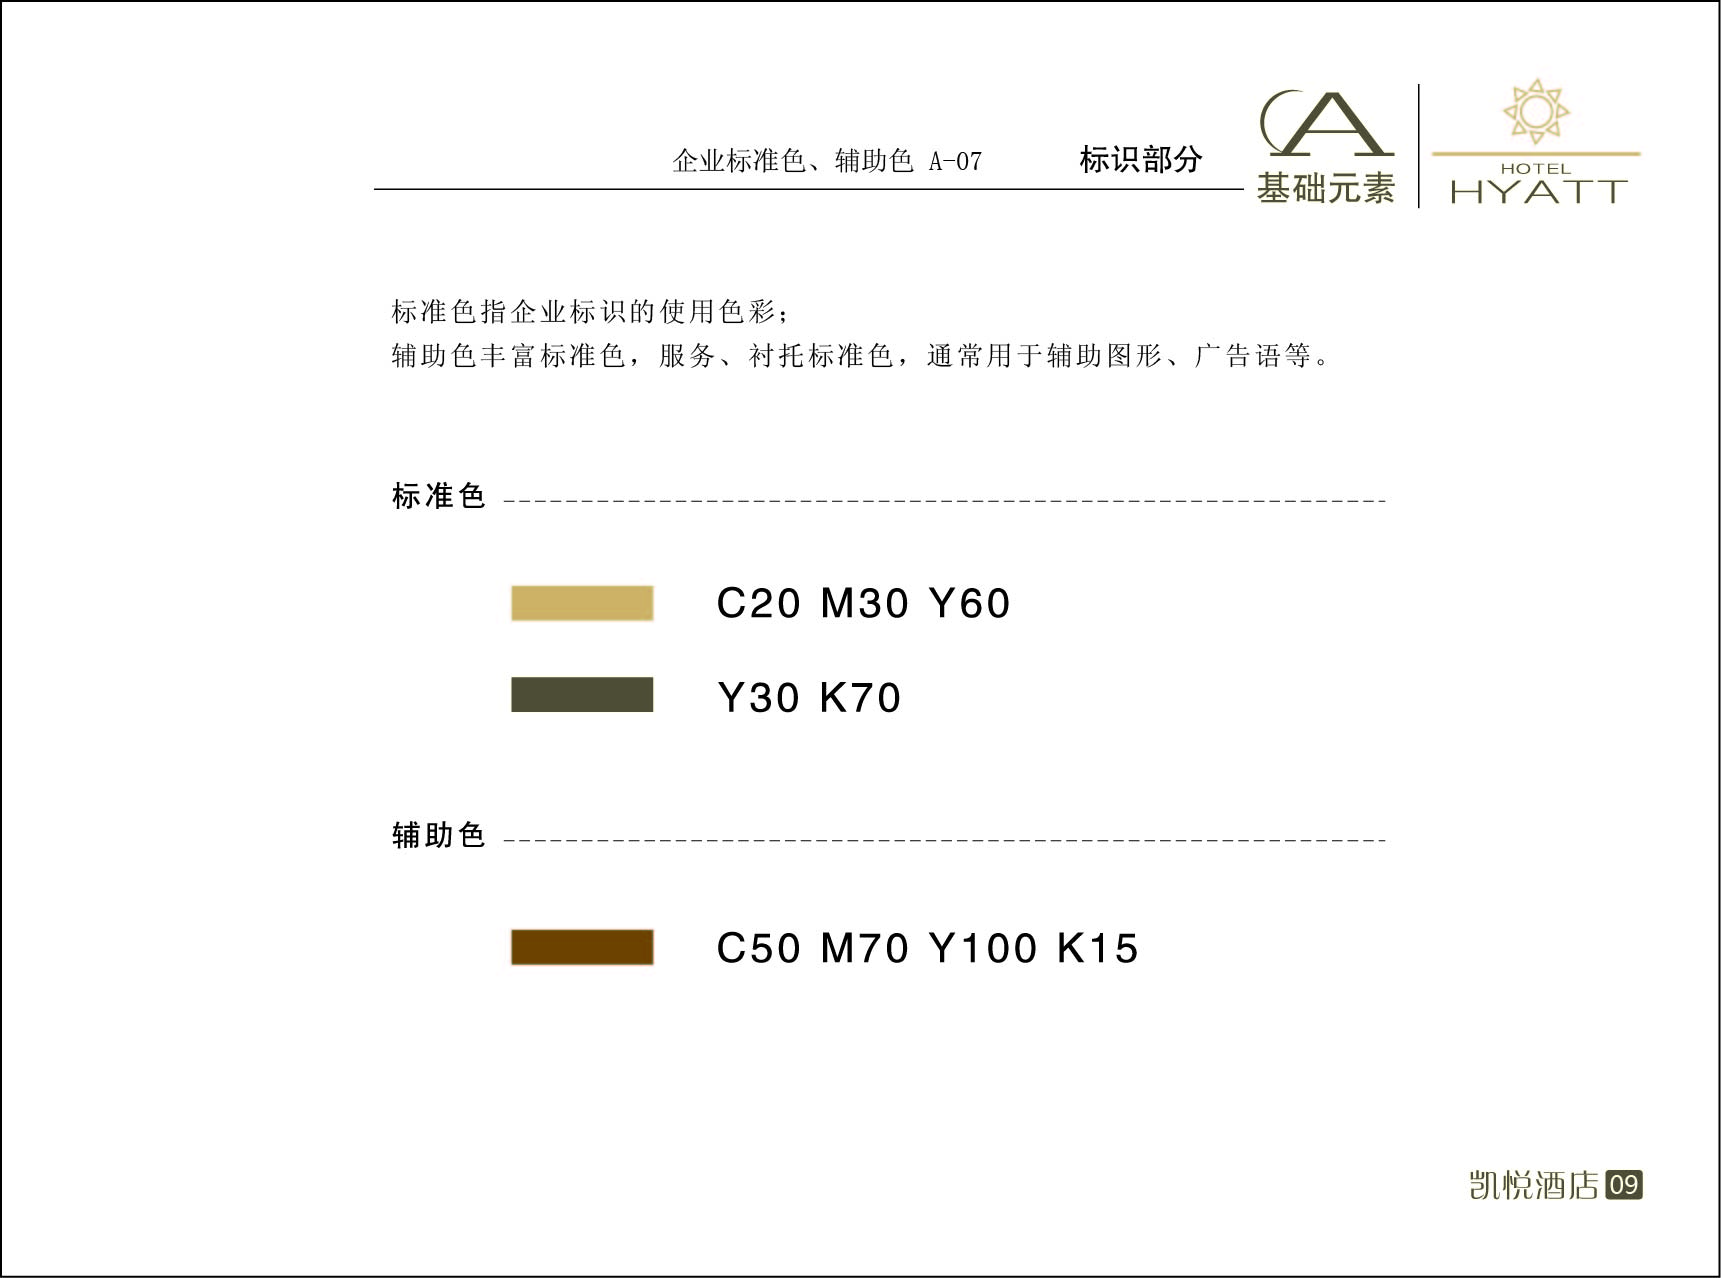 企业标准色、辅助色 A-07
标识部分
A
基础元素
HOTEL
HYATT
标准色指企业标识的使用色彩；
辅助色丰富标准色，服务、衬托标准色，通常用于辅助图形、广告语等。
标准色
C20 M30 Y60
Y30 K70
辅助色
C50 M70 Y100 K15
凯悦酒店 09